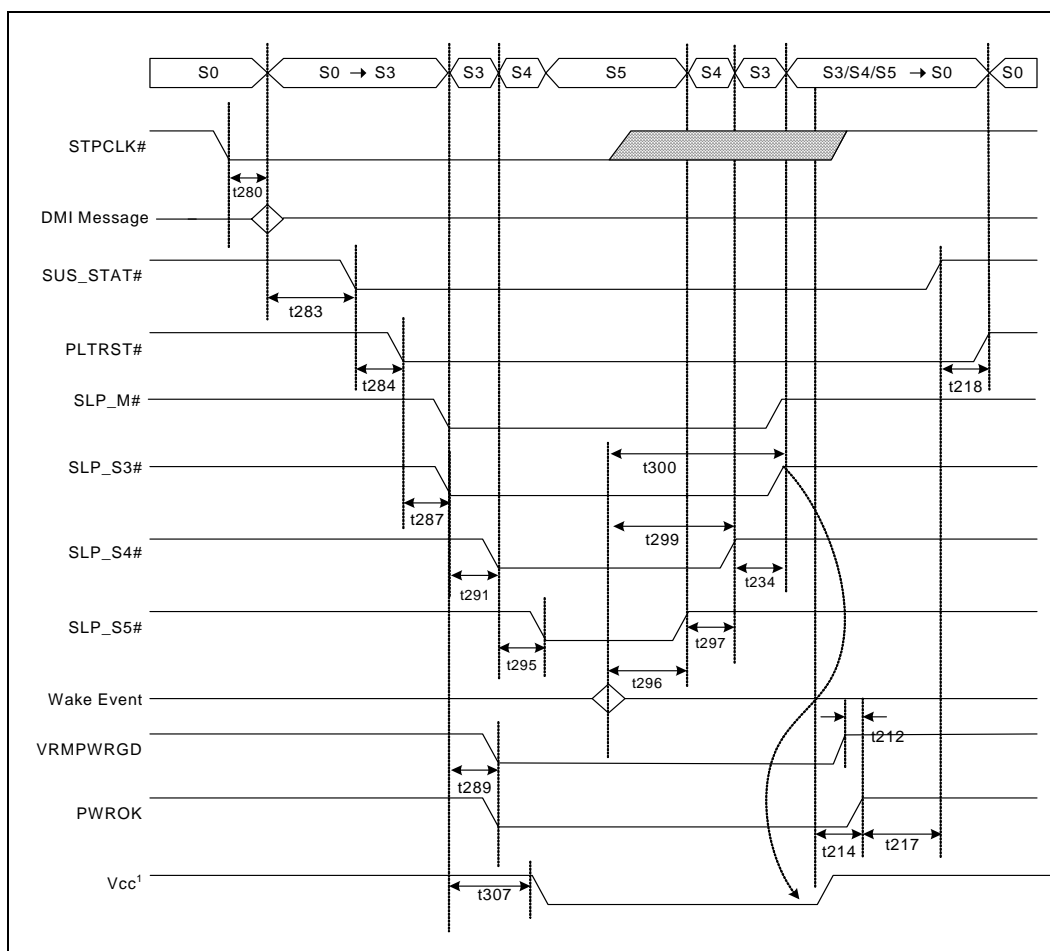 S0 S0 → S3 S3 S4 S5 S4 S3 S3/S4/S5 → S0 S0
STPCLK#
t280
DMI Message
SUS_STAT#
t283
PLTRST#
t284 t218
SLP_M#
t300
SLP_S3#
t287
t299
SLP_S4#
t291 t234
SLP_S5#
t295 t297
t296
Wake Event
t212
VRMPWRGD
t289
PWROK
t214 t217
Vcc¹
t307